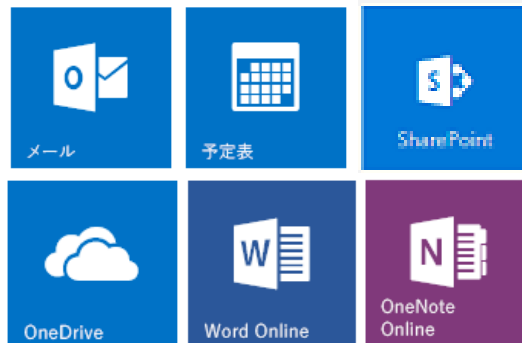 メール
予定表
SharePoint
OneDrive
Word Online
OneNote
Online